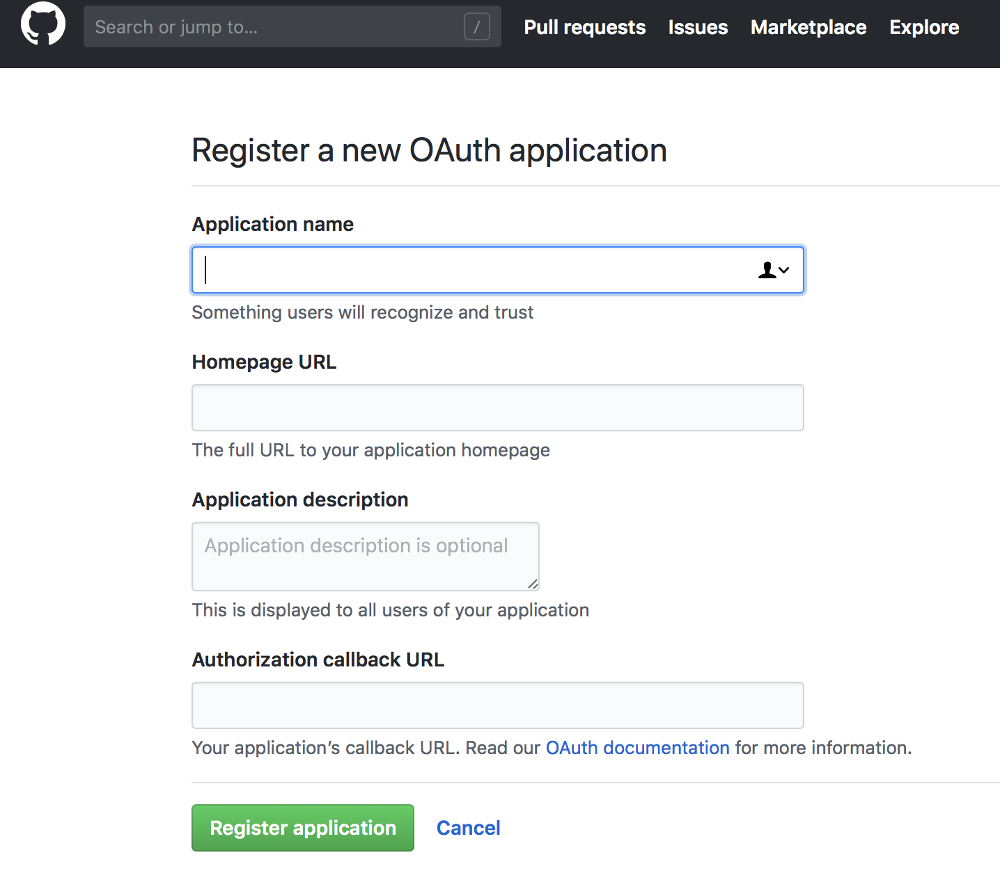 Search or jump to... /
Pull requests Issues Marketplace Explore
Register a new OAuth application
Application name
Something users will recognize and trust
Homepage URL
The full URL to your application homepage
Application description
Application description is optional
This is displayed to all users of your application
Authorization callback URL
Your application’s callback URL. Read our OAuth documentation for more information.
Register application Cancel